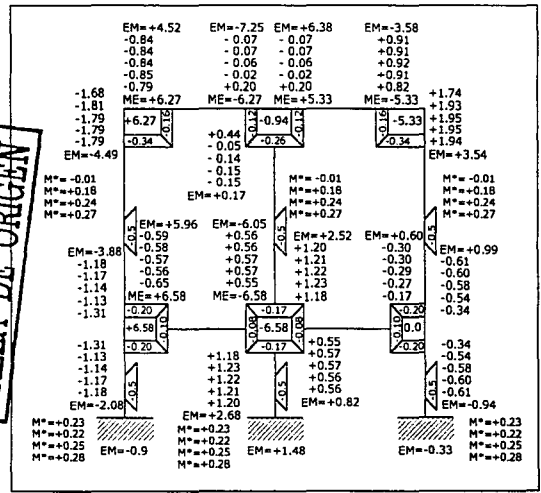 EM=+4.52 EM=-7.25 EM=+6.38 EM=-3.58
-0.84 - 0.07 - 0.07 +0.91
-0.84 - 0.07 - 0.07 +0.91
-0.84 - 0.06 - 0.06 +0.92
-0.85 - 0.02 - 0.02 +0.91
-0.79 +0.20 +0.20 +0.82
ME=+6.27 ME=-6.27 ME=+5.33 ME=-5.33
-1.68
-1.81
-1.79
-1.79
-1.79
EM=-4.49
+6.27 -0.16
-0.34
-0.12 -0.94 -0.12
-0.26
-0.16 -5.33
-0.34
+1.74
+1.93
+1.95
+1.95
+1.94
EM=+3.54
+0.44
- 0.05
- 0.14
- 0.15
- 0.15
EM=+0.17
M*= -0.01
M*=+0.18
M*=+0.24
M*=+0.27
M*= -0.01
M*=+0.18
M*=+0.24
M*=+0.27
M*= -0.01
M*=+0.18
M*=+0.24
M*=+0.27
-0.5
-0.5
-0.5
EM=-3.88
-1.18
-1.17
-1.14
-1.13
-1.31
EM=+5.96
-0.59
-0.58
-0.57
-0.56
-0.65
ME=+6.58
EM=-6.05
+0.56
+0.56
+0.57
+0.57
+0.55
ME=-6.58
EM=+2.52
+1.20
+1.21
+1.22
+1.23
+1.18
EM=+0.60
-0.30
-0.30
-0.29
-0.27
-0.17
EM=+0.99
-0.61
-0.60
-0.58
-0.54
-0.34
-0.20
+6.58 -0.10
-0.20
-0.17
-0.08 -6.58 -0.08
-0.17
-0.20
-0.10 0.0
-0.20
-1.31
-1.13
-1.14
-1.17
-1.18
EM=-2.08
+1.18
+1.23
+1.22
+1.21
+1.20
EM=+2.68
+0.55
+0.57
+0.57
+0.56
+0.56
EM=+0.82
-0.34
-0.54
-0.58
-0.60
-0.61
EM=-0.94
-0.5
-0.5
-0.5
M*=+0.23
M*=+0.22
M*=+0.25
M*=+0.28
EM=-0.9
M*=+0.23
M*=+0.22
M*=+0.25
M*=+0.28
EM=+1.48
EM=-0.33
M*=+0.23
M*=+0.22
M*=+0.25
M*=+0.28
DE ORIGEN